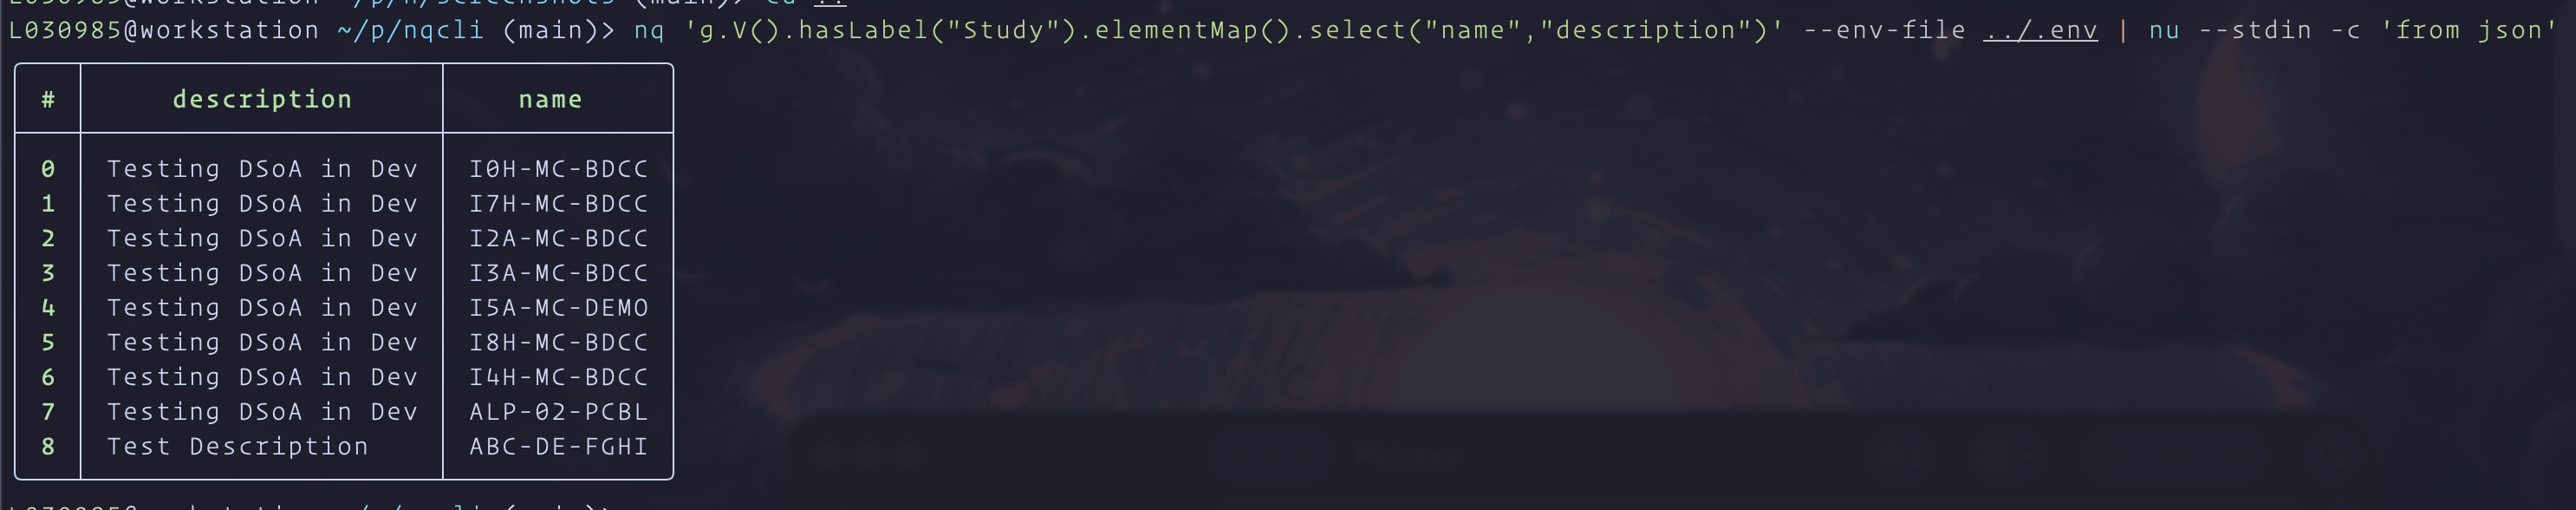 L030985@workstation ~/p/nqcli (main)> nq 'g.V().hasLabel("Study").elementMap().select("name","description")' --env-file ../.env | nu --stdin -c 'from json'
# description name
0 Testing DSoA in Dev I0H-MC-BDCC
1 Testing DSoA in Dev I7H-MC-BDCC
2 Testing DSoA in Dev I2A-MC-BDCC
3 Testing DSoA in Dev I3A-MC-BDCC
4 Testing DSoA in Dev I5A-MC-DEMO
5 Testing DSoA in Dev I8H-MC-BDCC
6 Testing DSoA in Dev I4H-MC-BDCC
7 Testing DSoA in Dev ALP-02-PCBL
8 Test Description ABC-DE-FGHI